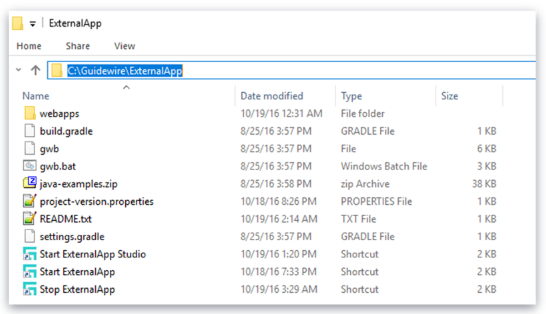 ExternalApp
Home Share View
C:\Guidewire\ExternalApp
Name Date modified Type Size
webapps 10/19/16 12:31 AM File folder
build.gradle 8/25/16 3:57 PM GRADLE File 1 KB
gwb 8/25/16 3:57 PM File 6 KB
gwb.bat 8/25/16 3:57 PM Windows Batch File 3 KB
java-examples.zip 8/25/16 3:58 PM zip Archive 38 KB
project-version.properties 10/18/16 8:26 PM PROPERTIES File 1 KB
README.txt 10/19/16 2:14 AM TXT File 1 KB
settings.gradle 8/25/16 3:57 PM GRADLE File 1 KB
Start ExternalApp Studio 10/19/16 1:20 PM Shortcut 2 KB
Start ExternalApp 10/18/16 7:33 PM Shortcut 2 KB
Stop ExternalApp 10/19/16 3:29 AM Shortcut 2 KB